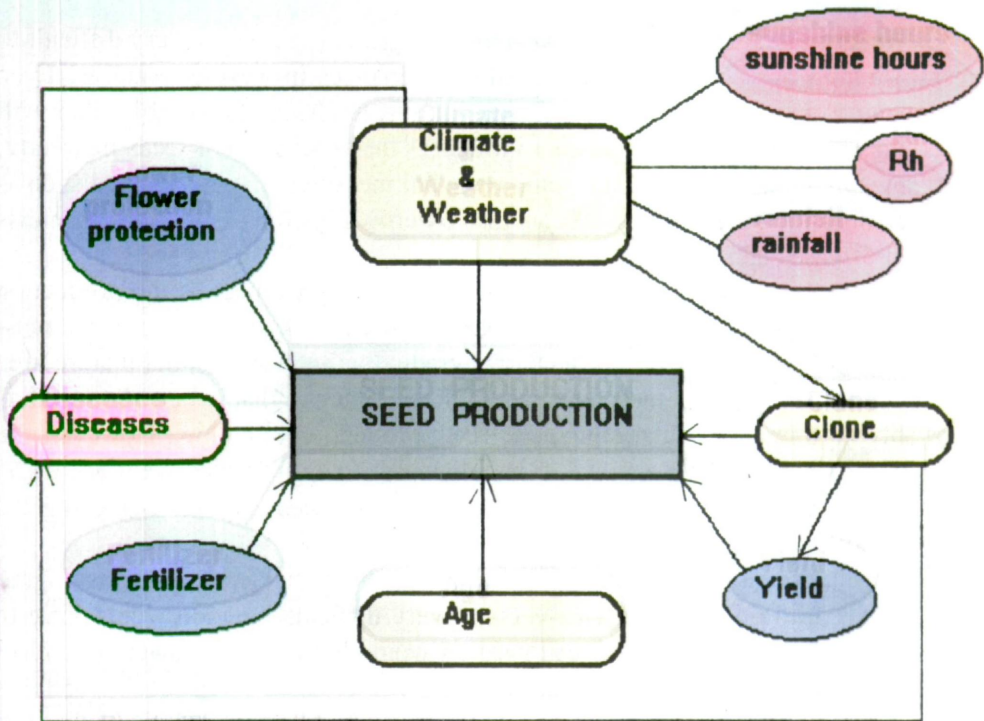 sunshine hours
Climate
&
Weather
Rh
Flower
protection
rainfall
Diseases
SEED PRODUCTION
Clone
Fertilizer
Age
Yield